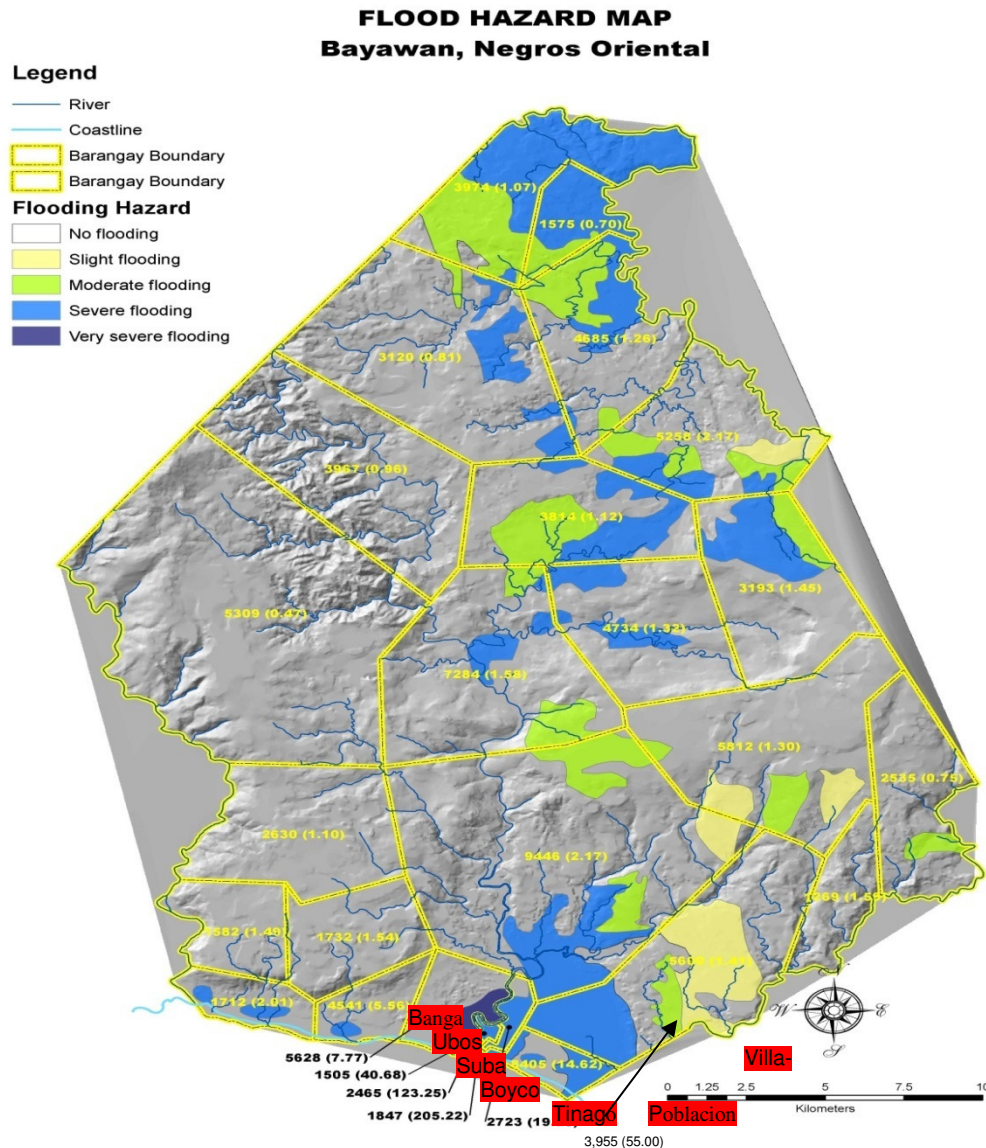 FLOOD HAZARD MAP
Bayawan, Negros Oriental
Legend
River
Coastline
Barangay Boundary
Barangay Boundary
Flooding Hazard
No flooding
Slight flooding
Moderate flooding
Severe flooding
Very severe flooding
3974 (1.07)
1575 (0.70)
4685 (1.26)
3120 (0.81)
5258 (2.17)
3967 (0.96)
3814 (1.12)
3193 (1.45)
5309 (0.47)
4734 (1.32)
7284 (1.58)
5812 (1.30)
2535 (0.75)
2630 (1.10)
9446 (2.17)
1732 (1.54)
1712 (2.01)
4541 (5.56)
W E
S
Banga
Ubos
Suba
Boyco
Tinago
Poblacion
Villa-
5628 (7.77)
1505 (40.68)
2465 (123.25)
1847 (205.22)
2723 (19
(14.62)
3,955 (55.00)
0 1.25 2.5 5 7.5 10
Kilometers